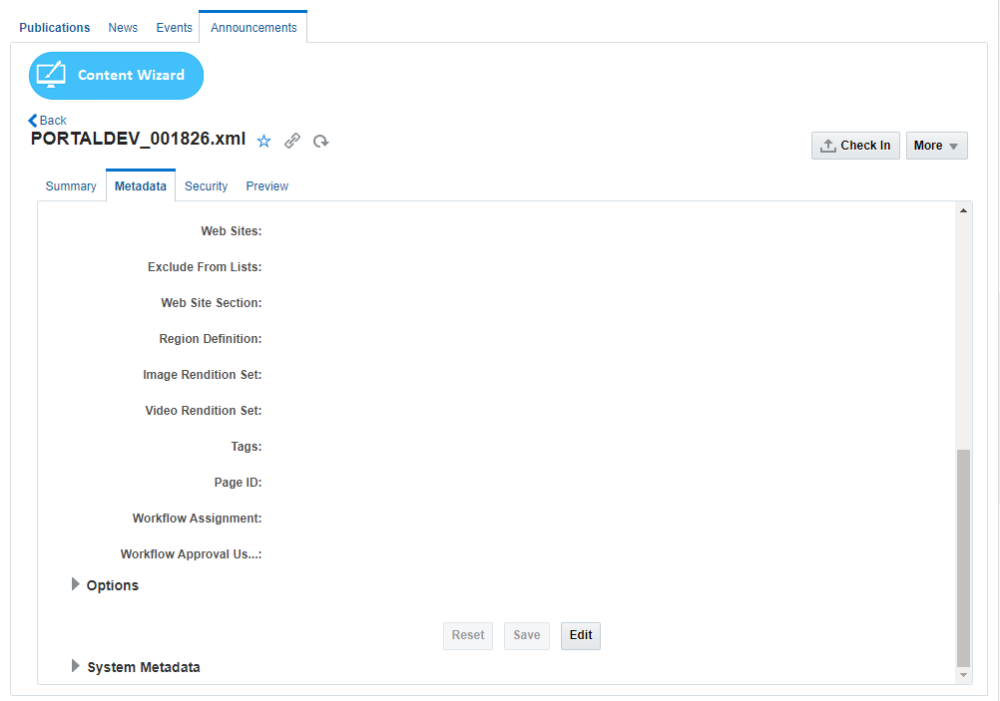 Publications News Events Announcements
Content Wizard
Back
PORTALDEV_001826.xml
Check In More
Summary Metadata Security Preview
Web Sites:
Exclude From Lists:
Web Site Section:
Region Definition:
Image Rendition Set:
Video Rendition Set:
Tags:
Page ID:
Workflow Assignment:
Workflow Approval Us...:
Options
Reset Save Edit
System Metadata